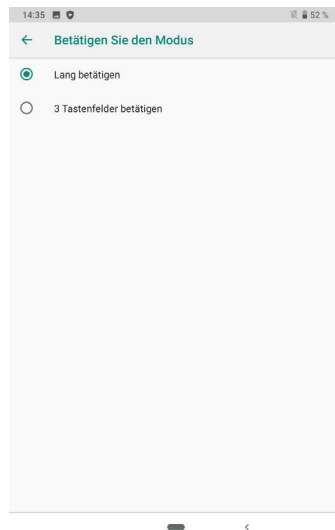 14:35 52 %
Betätigen Sie den Modus
Lang betätigen
3 Tastenfelder betätigen